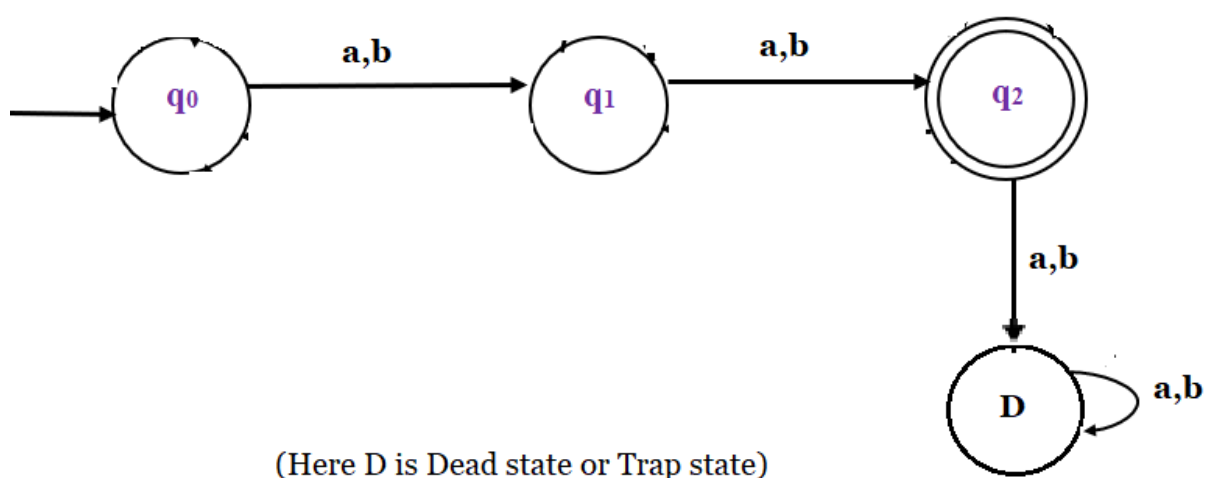 a,b
a,b
q0
q1
q2
a,b
a,b
D
(Here D is Dead state or Trap state)